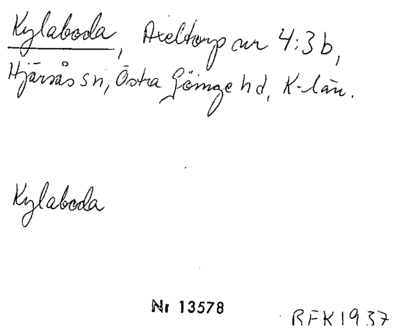 Kylaboda, Axeltorp nr 4:3b,
Hjärsås sn, Östra Göinge hd, K-län.
Kylaboda
Nr 13578
RFK 1937